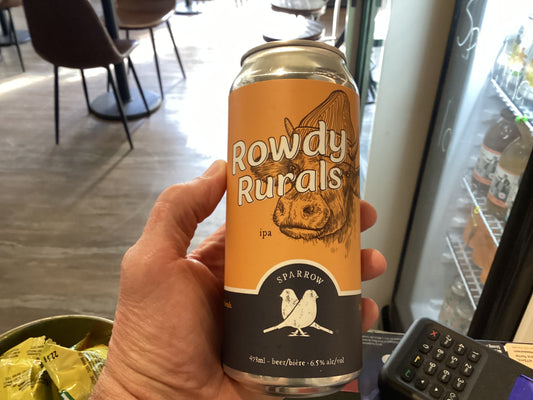 Rowdy
Rurals
ipa
SPARROW
473ml - beer/bière · 6.5% alc/vol